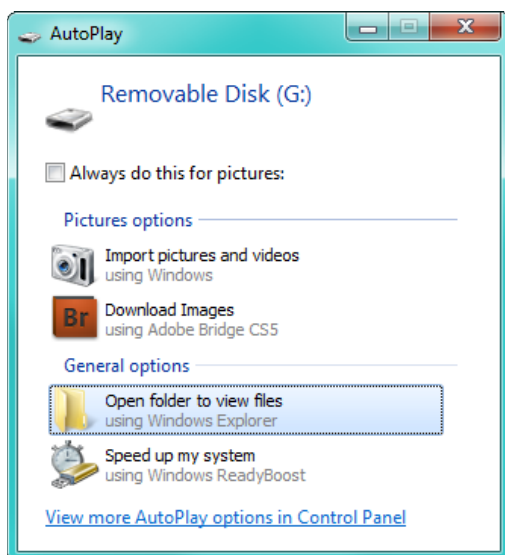 AutoPlay
Removable Disk (G:)
Always do this for pictures:
Pictures options
Import pictures and videos
using Windows
Br
Download Images
using Adobe Bridge CS5
General options
Open folder to view files
using Windows Explorer
Speed up my system
using Windows ReadyBoost
View more AutoPlay options in Control Panel